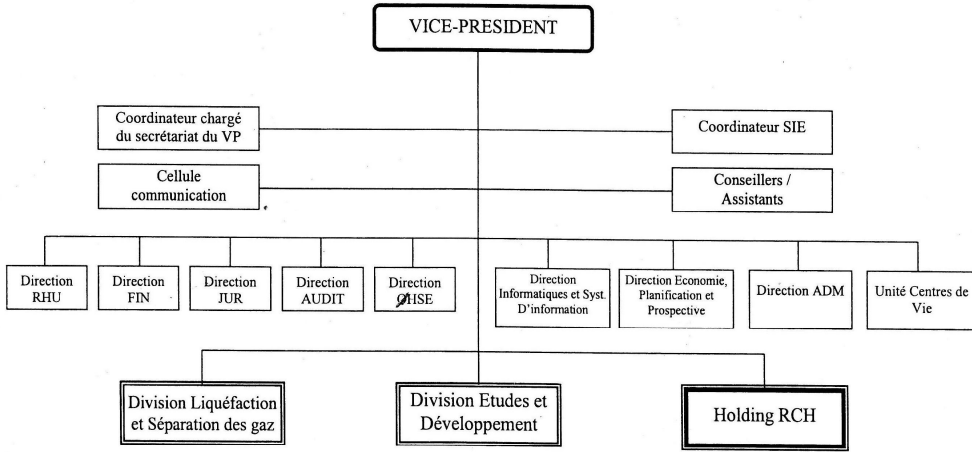 VICE-PRESIDENT
Coordinateur chargé
du secrétariat du VP
Coordinateur SIE
Cellule
communication
Conseillers /
Assistants
Direction
RHU
Direction
FIN
Direction
JUR
Direction
AUDIT
Direction
QHSE
Direction
Informatiques et Syst.
D'information
Direction Economie,
Planification et
Prospective
Direction ADM
Unité Centres de
Vie
Division Liquéfaction
et Séparation des gaz
Division Etudes et
Développement
Holding RCH